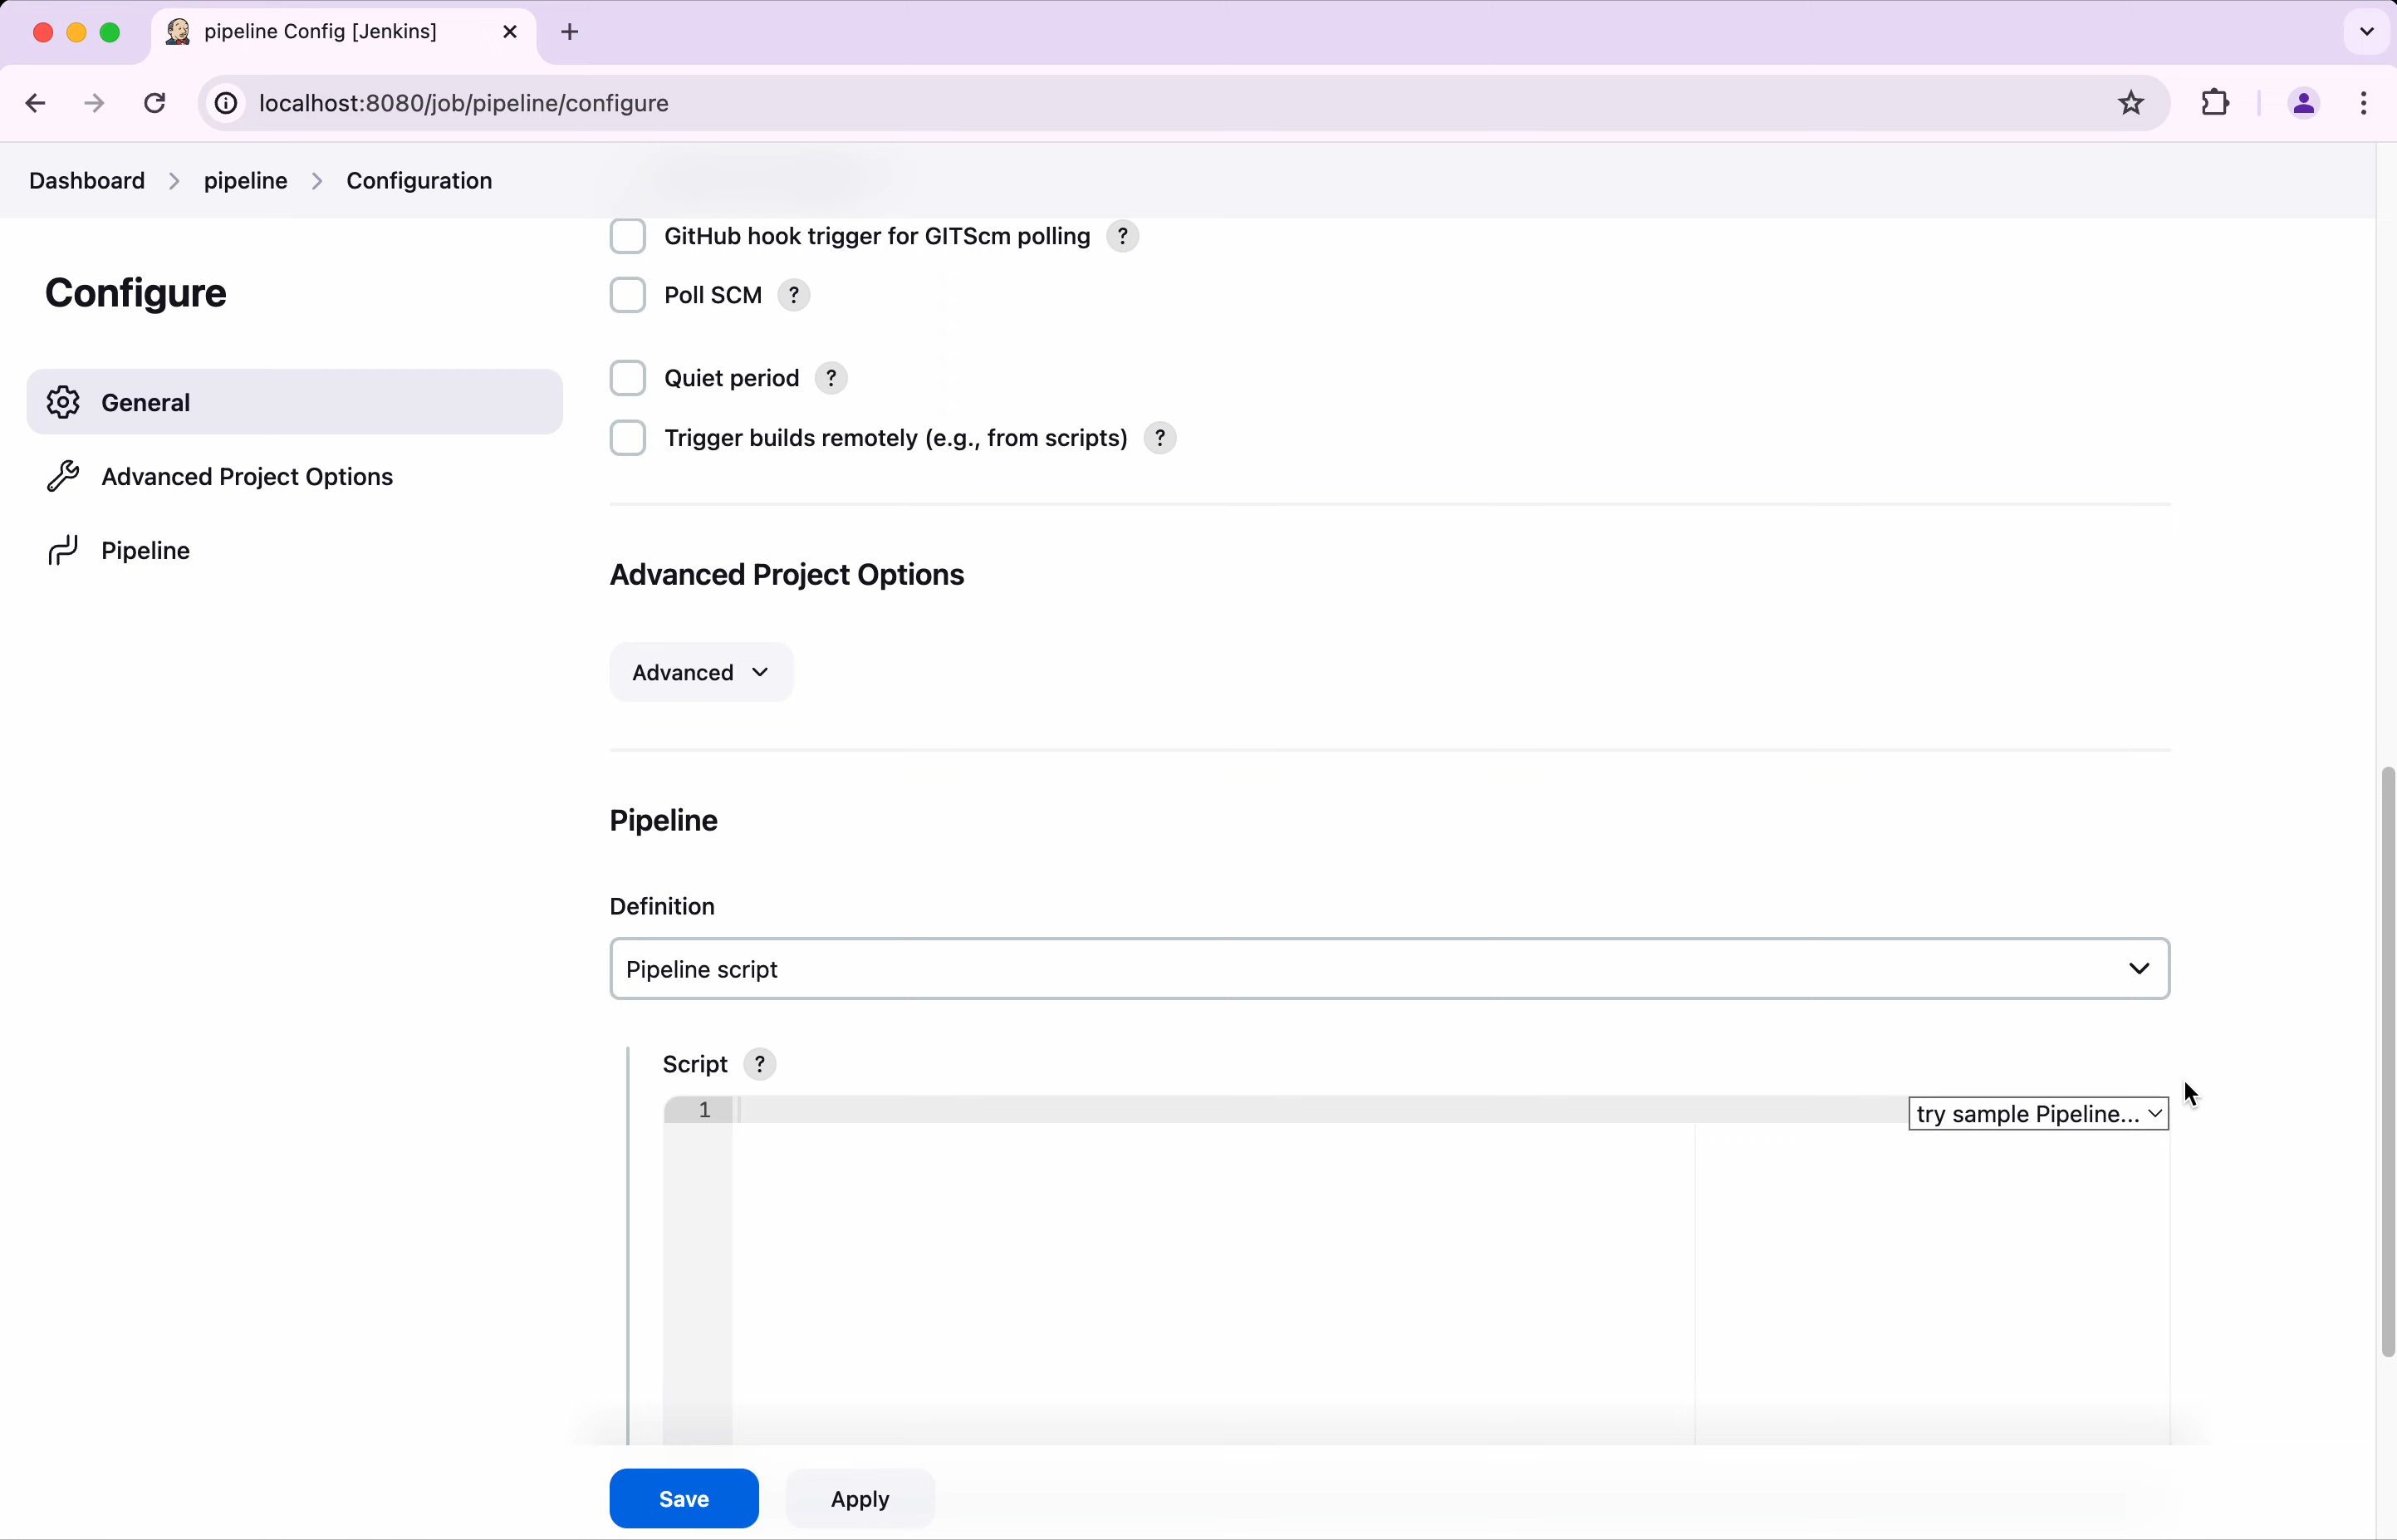 pipeline Config [Jenkins]
localhost:8080/job/pipeline/configure
Dashboard > pipeline > Configuration
GitHub hook trigger for GITScm polling ?
Configure
Poll SCM ?
Quiet period ?
General
Trigger builds remotely (e.g., from scripts) ?
Advanced Project Options
Pipeline
Advanced Project Options
Advanced
Pipeline
Definition
Pipeline script
Script ?
1
try sample Pipeline...
Save
Apply